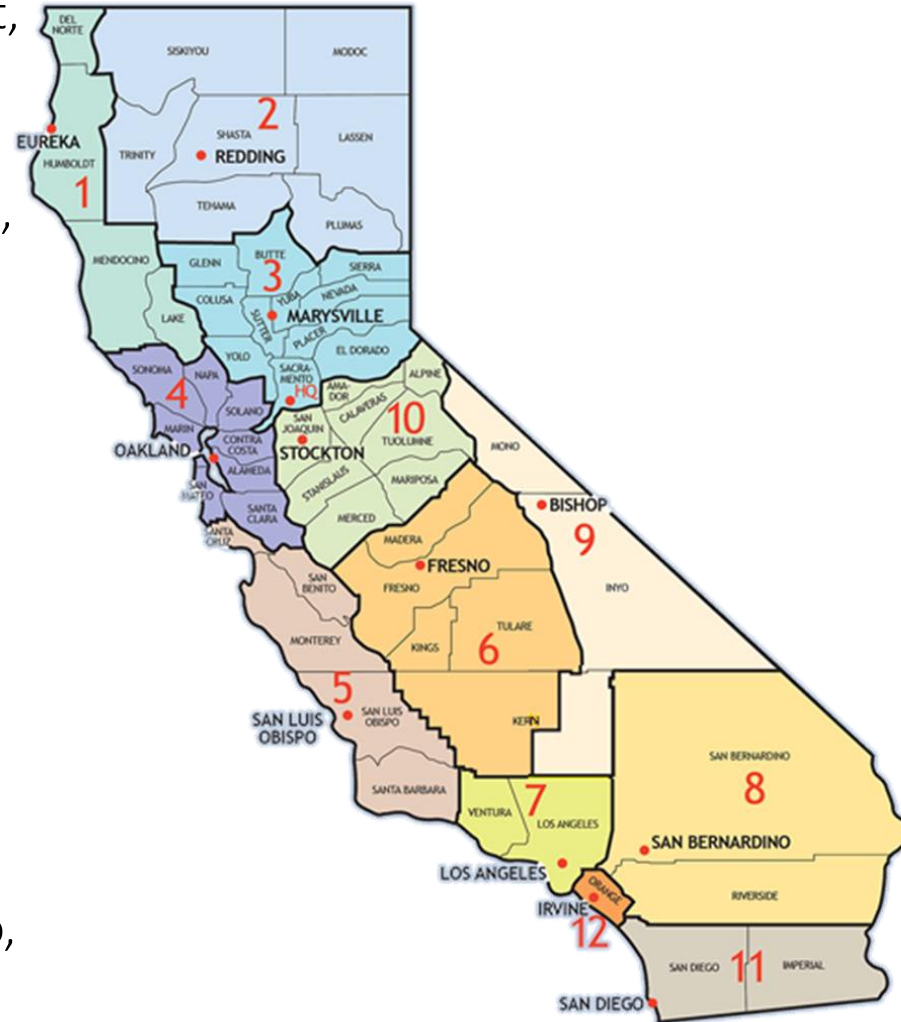 t,
DEL
NORTE
SISKIYOU
MODOC
2
SHASTA
LASSEN
EUREKA
TRINITY
REDDING
HUMBOLDT
1
TEHAMA
,
PLUMAS
MENDOCINO
GLENN
BUTTE
3
SIERRA
COLUSA
YUBA
NEVADA
LAKE
SUTTER
MARYSVILLE
PLACER
YOLO
EL DORADO
SONOMA
NAPA
SACRA-
MENTO
ALPINE
4
HQ
AMA-
DOR
SOLANO
CALAVERAS
10
MARIN
SAN
JOAQUIN
TUOLUMNE
OAKLAND
CONTRA
COSTA
STOCKTON
MONO
ALAMEDA
SAN
MATEO
STANISLAUS
MARIPOSA
SANTA
CLARA
MERCED
BISHOP
SANTA
CRUZ
MADERA
9
FRESNO
SAN
BENITO
FRESNO
INYO
MONTEREY
KINGS
TULARE
6
5
SAN LUIS
OBISPO
SAN LUIS
OBISPO
KERN
SAN BERNARDINO
SANTA BARBARA
7
8
VENTURA
LOS ANGELES
SAN BERNARDINO
LOS ANGELES
ORANGE
RIVERSIDE
IRVINE
12
),
SAN DIEGO
11
IMPERIAL
SAN DIEGO